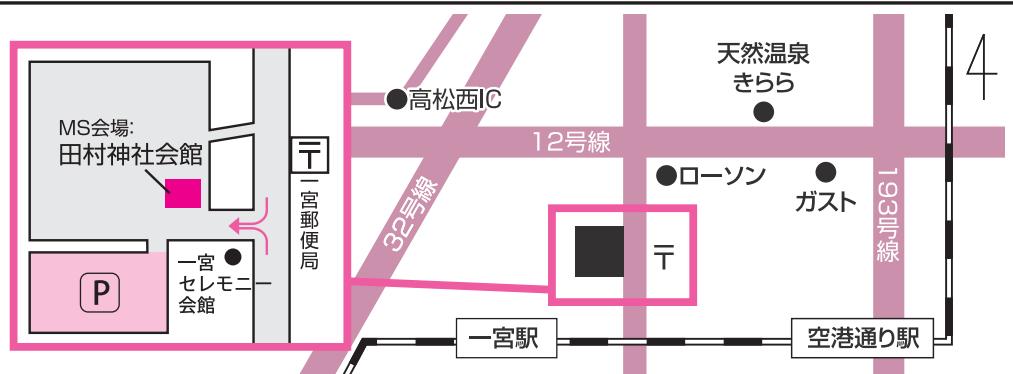 MS会場:
田村神社会館
〒
一宮郵便局
一宮
セレモニー
会館
P
高松西IC
天然温泉
きらら
12号線
ローソン
ガスト
32号線
193号線
〒
一宮駅
空港通り駅
4